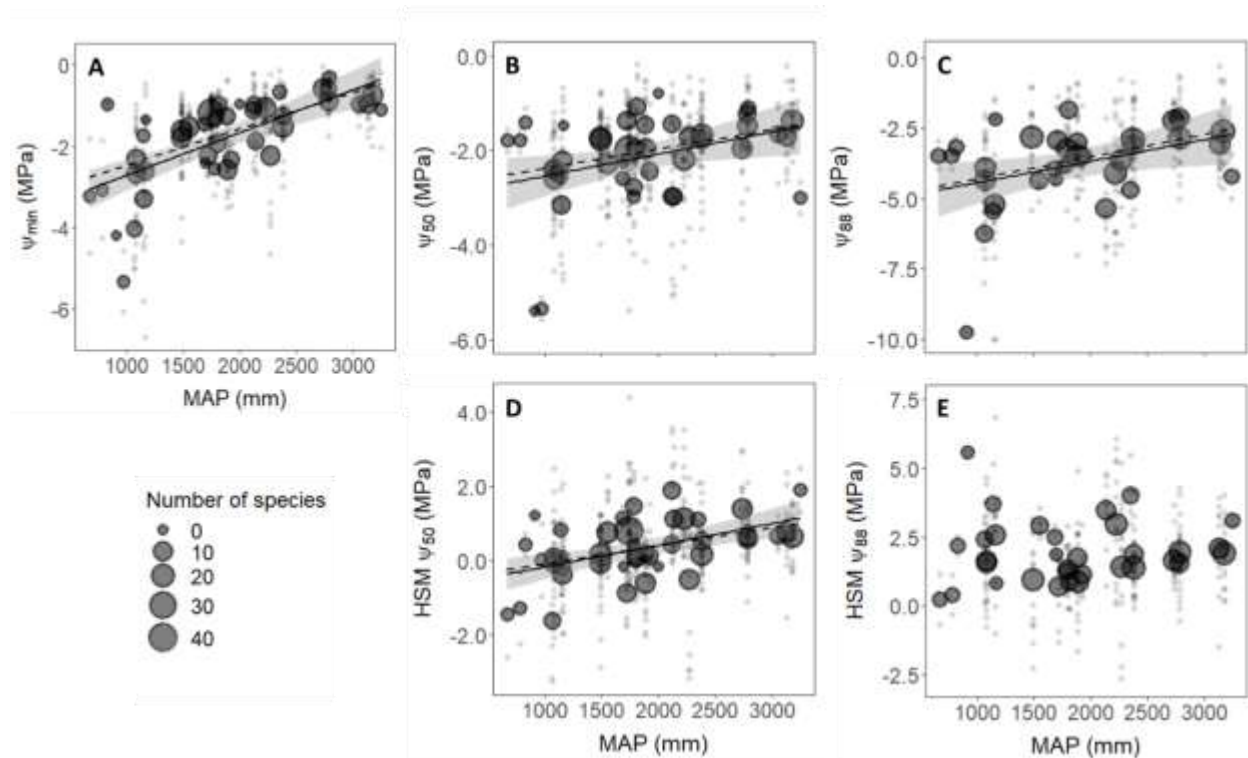 A
0
-2
-4
-6
ψmin (MPa)
1000 1500 2000 2500 3000
MAP (mm)
B
0.0
-2.0
-4.0
-6.0
ψ50 (MPa)
C
0.0
-2.5
-5.0
-7.5
-10.0
ψ88 (MPa)
Number of species
0
10
20
30
40
D
4.0
2.0
0.0
-2.0
HSM ψ50 (MPa)
1000 1500 2000 2500 3000
MAP (mm)
E
7.5
5.0
2.5
0.0
-2.5
HSM ψ88 (MPa)
1000 1500 2000 2500 3000
MAP (mm)